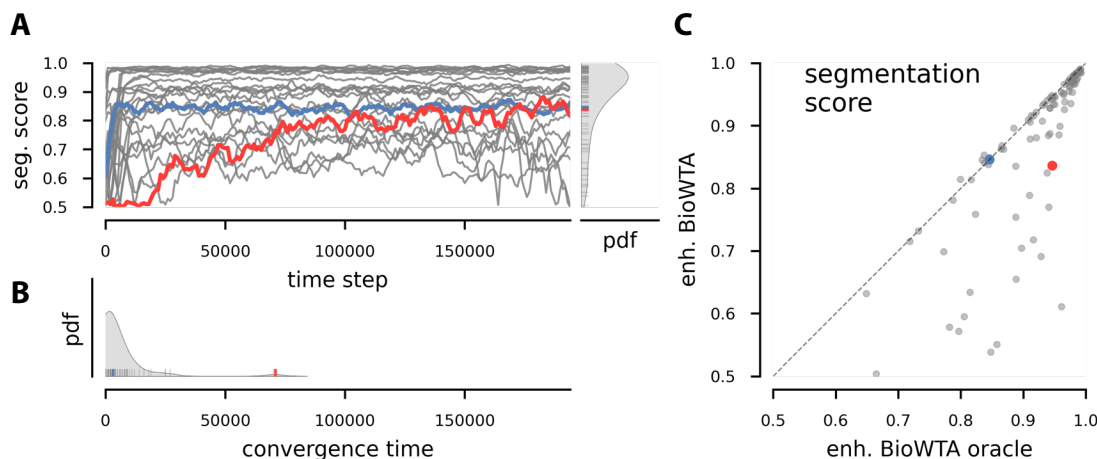 A
seg. score
1.0
0.9
0.8
0.7
0.6
0.5
0
50000
100000
150000
time step
pdf
B
pdf
0
50000
100000
150000
convergence time
C
segmentation
score
enh. BioWTA
1.0
0.9
0.8
0.7
0.6
0.5
0.5
0.6
0.7
0.8
0.9
1.0
enh. BioWTA oracle